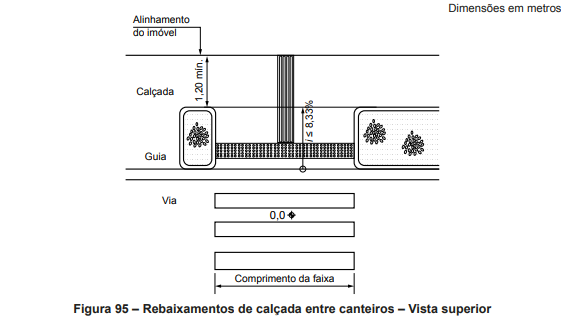 Dimensões em metros
Alinhamento
do imóvel
1,20 mín.
Calçada
i ≤ 8,33%
Guia
Via
0,0
Comprimento da faixa
Figura 95 – Rebaixamentos de calçada entre canteiros – Vista superior